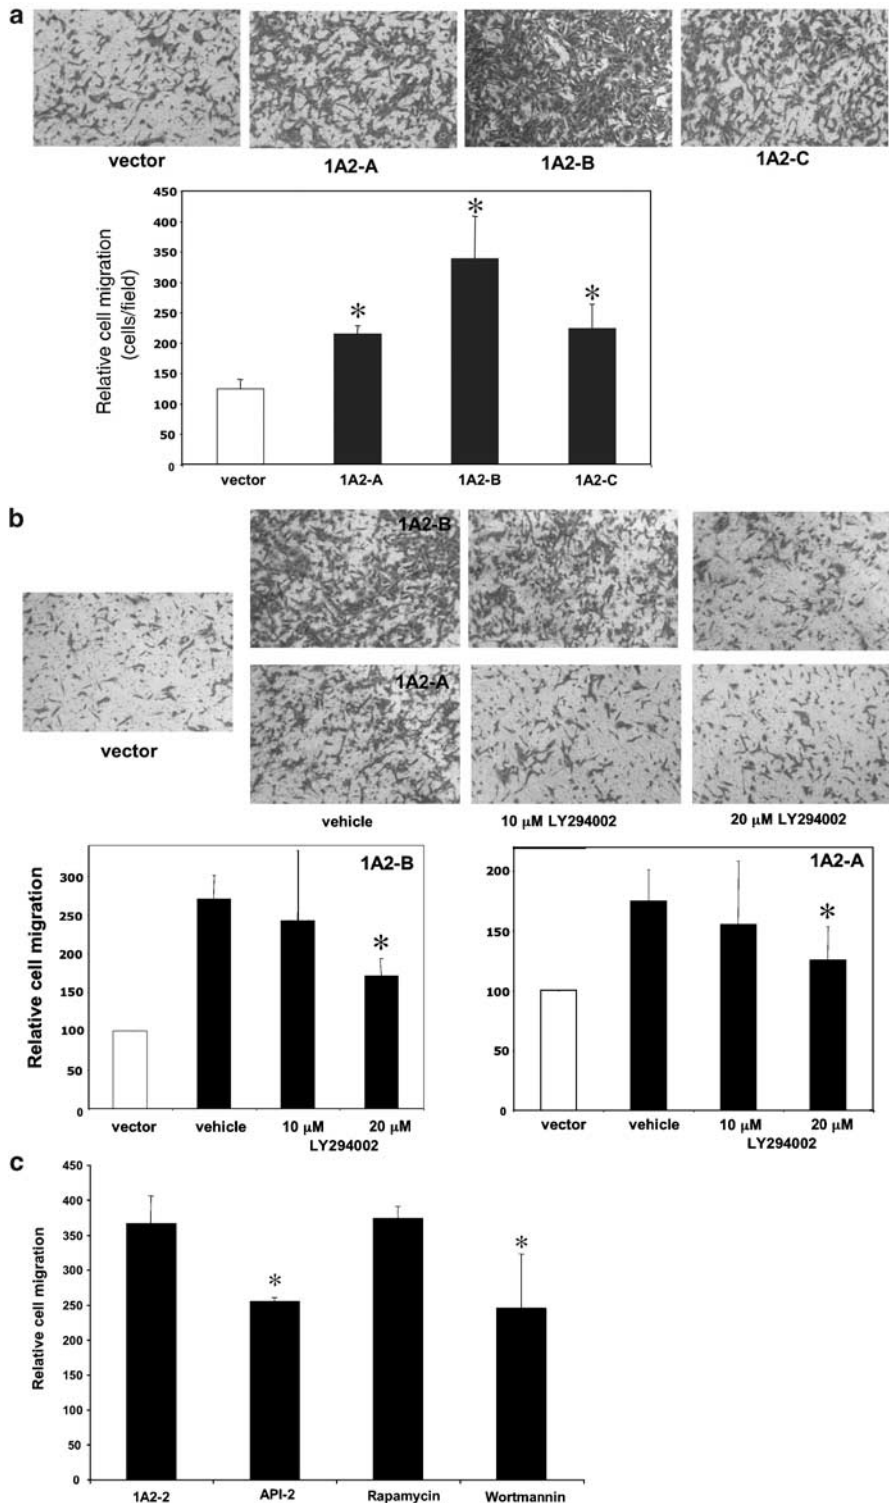 a
vector
1A2-A
1A2-B
1A2-C
Relative cell migration
(cells/field)
450
400
350
300
250
200
150
100
50
0
*
*
*
vector
1A2-A
1A2-B
1A2-C
b
1A2-B
1A2-A
vector
vehicle
10 µM LY294002
20 µM LY294002
Relative cell migration
1A2-B
300
250
200
150
100
50
0
*
vector
vehicle
10 µM
20 µM
LY294002
1A2-A
200
150
100
50
0
*
vector
vehicle
10 µM
20 µM
LY294002
c
Relative cell migration
450
400
350
300
250
200
150
100
50
0
*
*
1A2-2
API-2
Rapamycin
Wortmannin